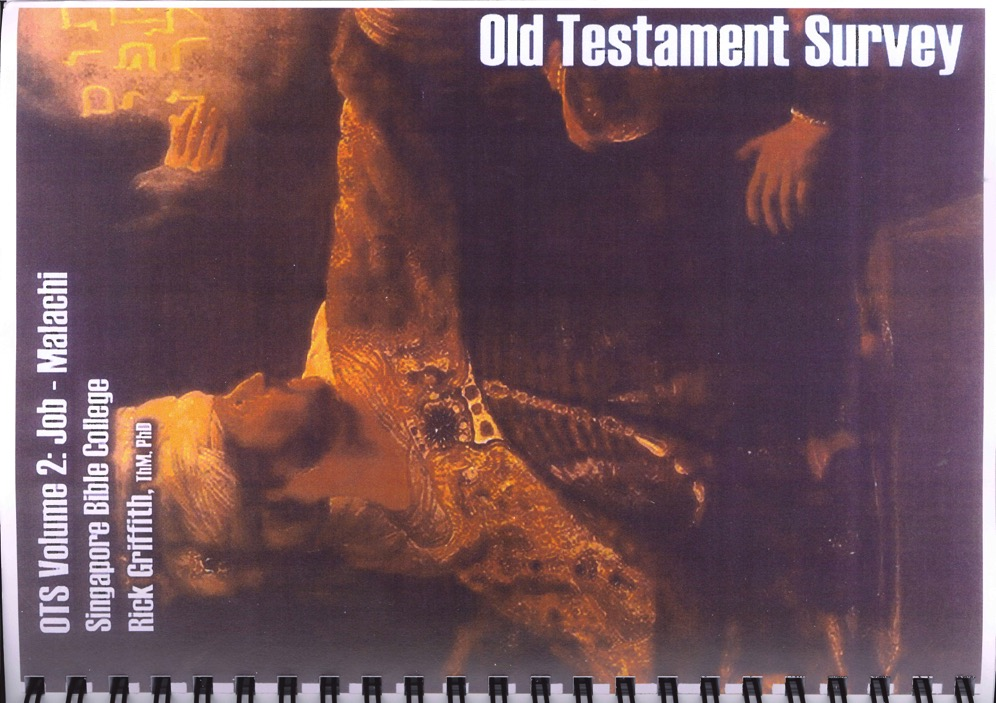 Old Testament Survey
OTS Volume 2: Job - Malachi
Singapore Bible College
Rick Griffith, ThM, PhD